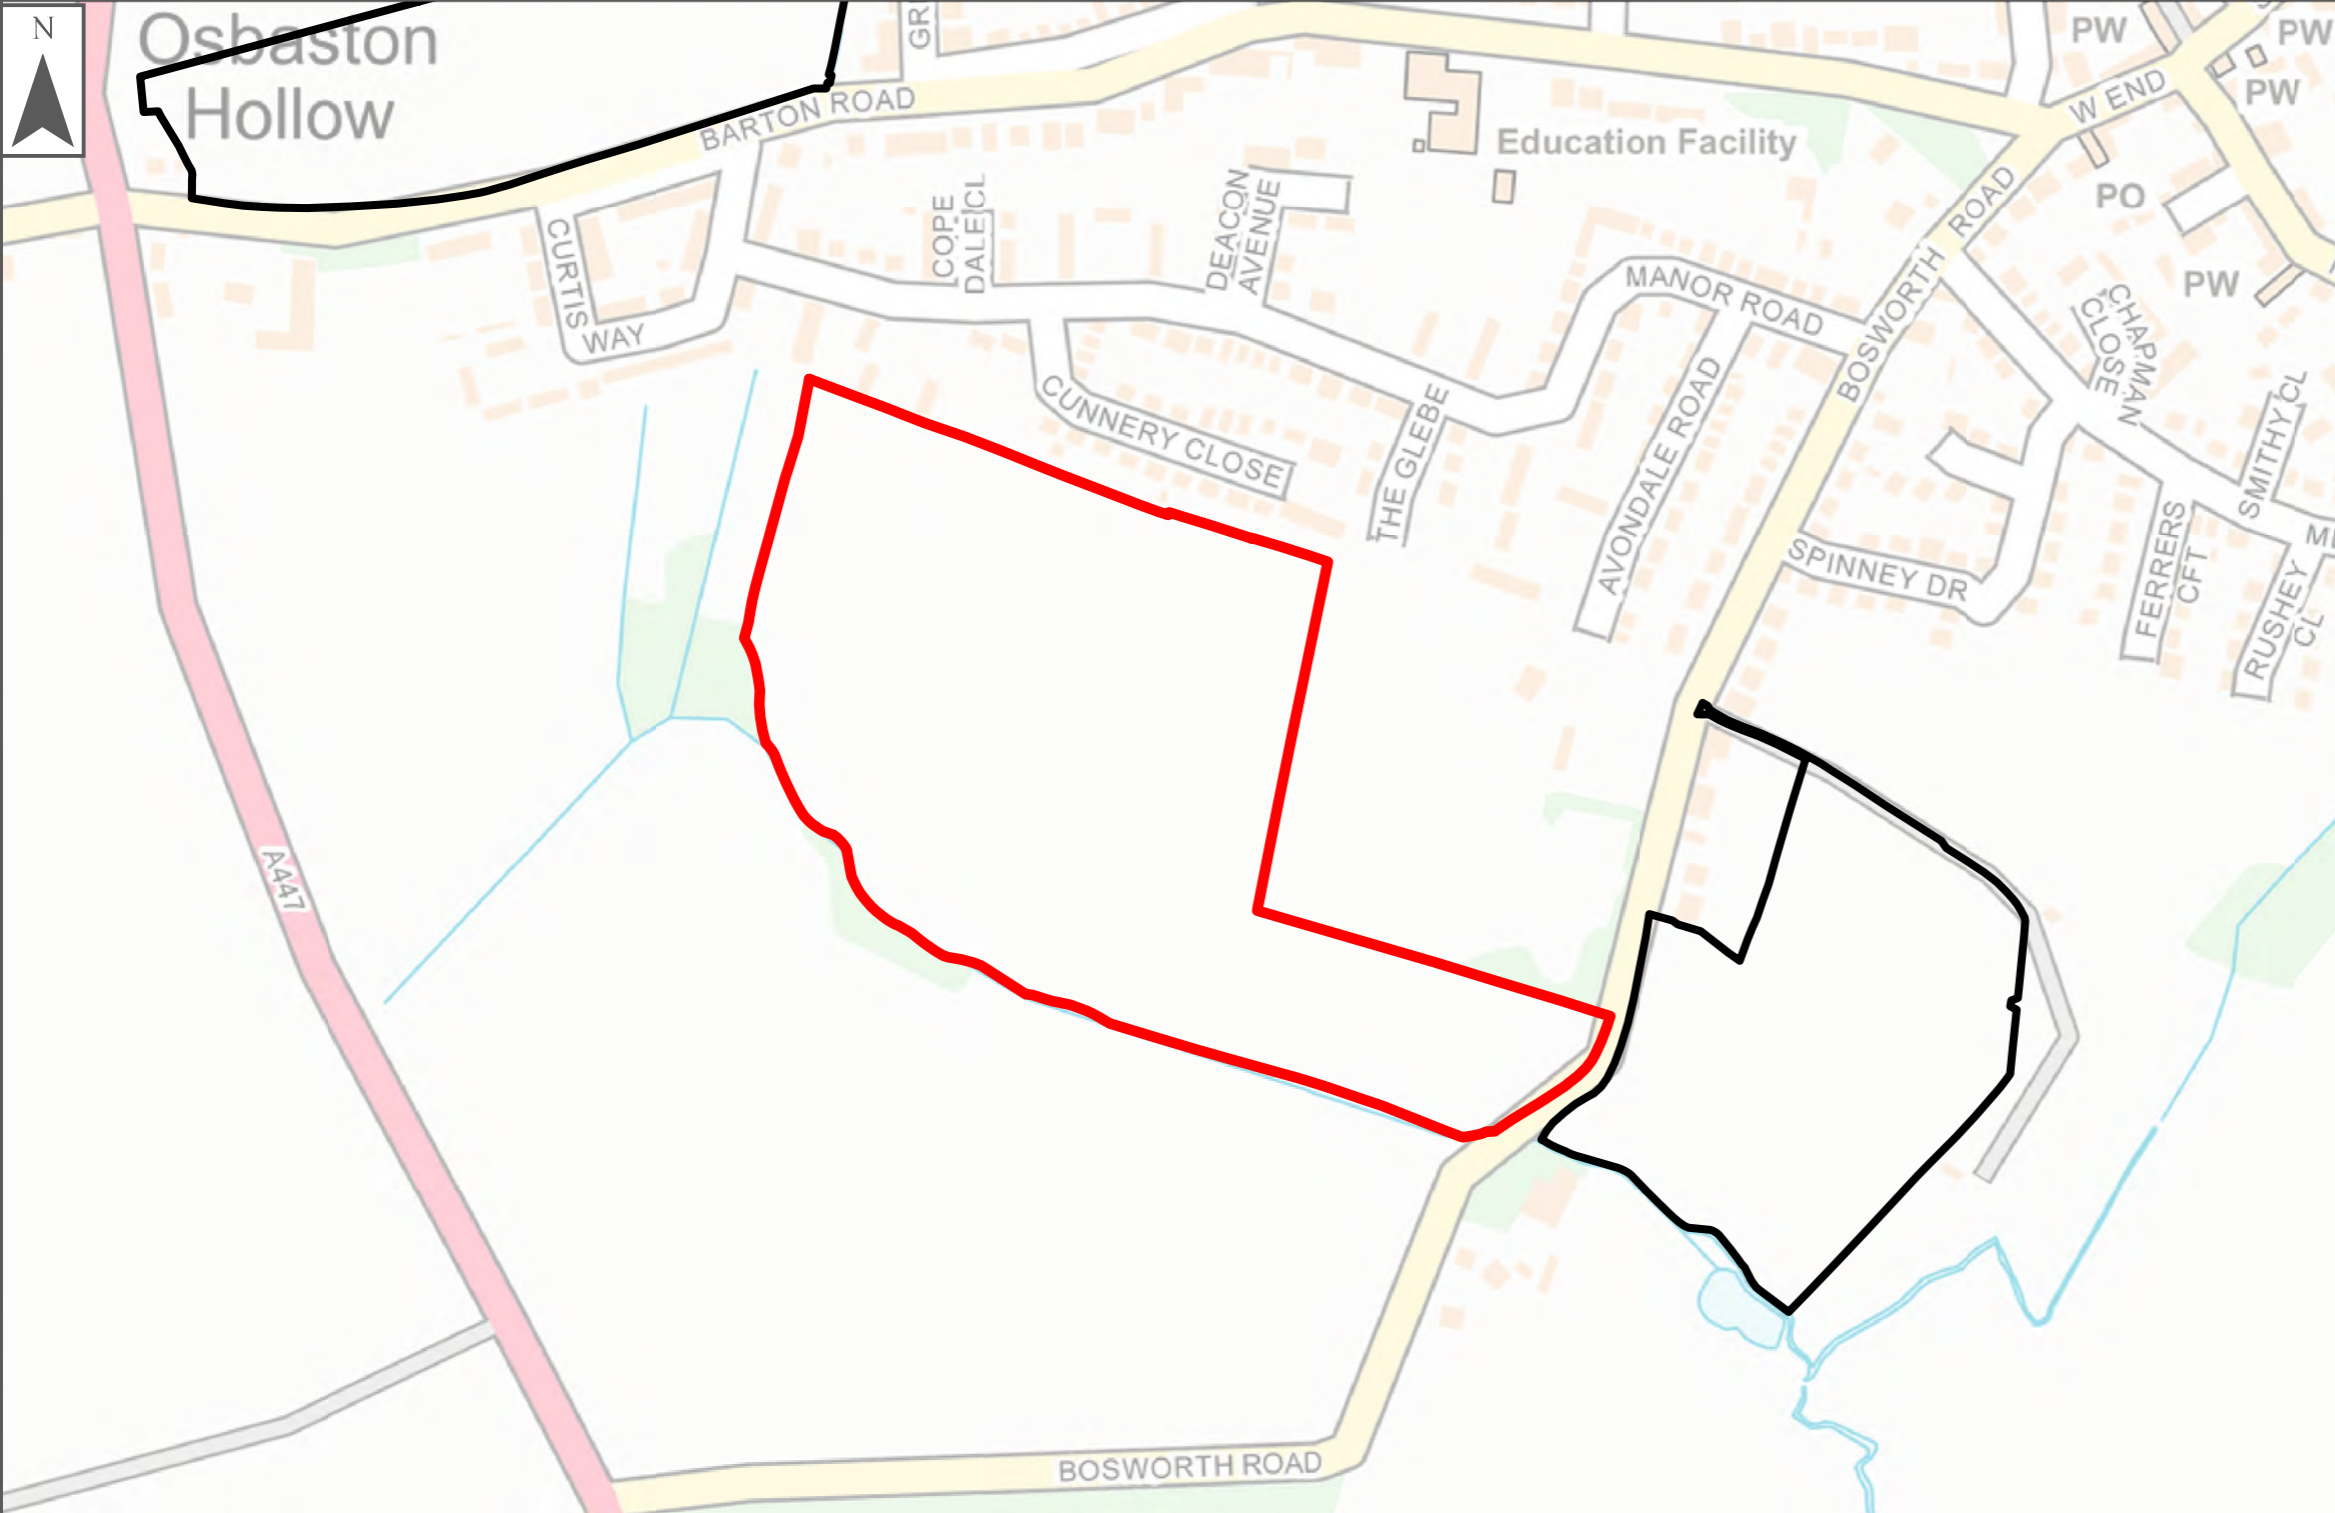 N
Osbaston
Hollow
GR
BARTON ROAD
PW
PW
PW
W END
Education Facility
PO
PW
BOSWORTH ROAD
CURTIS
WAY
COPE
DALE CL
DEACON
AVENUE
MANOR ROAD
CHAPMAN
CLOSE
CUNNERY CLOSE
THE GLEBE
AVONDALE ROAD
SPINNEY DR
SMITHY CL
FERRERS
CFT
RUSHEY
CL
A447
BOSWORTH ROAD